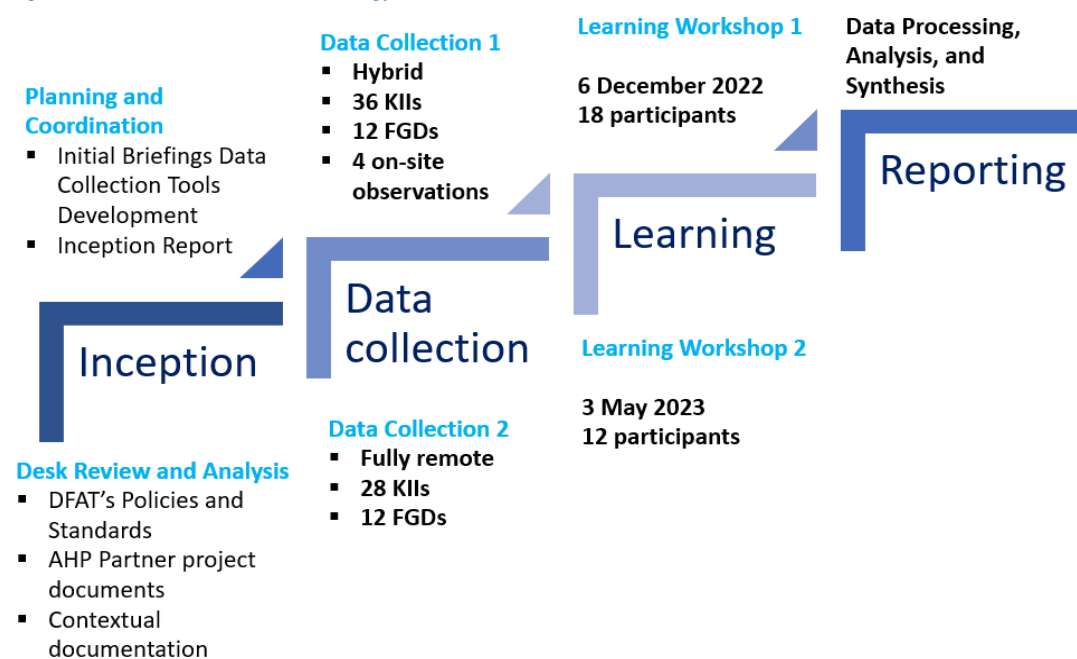 Planning and
Coordination
▪ Initial Briefings Data
Collection Tools
Development
▪ Inception Report
Inception
Desk Review and Analysis
▪ DFAT's Policies and
Standards
▪ AHP Partner project
documents
▪ Contextual
documentation
Data Collection 1
▪ Hybrid
▪ 36 KIIs
▪ 12 FGDs
▪ 4 on-site
observations
Data
collection
Data Collection 2
▪ Fully remote
▪ 28 KIIs
▪ 12 FGDs
Learning Workshop 1
6 December 2022
18 participants
Learning
Learning Workshop 2
3 May 2023
12 participants
Data Processing,
Analysis, and
Synthesis
Reporting